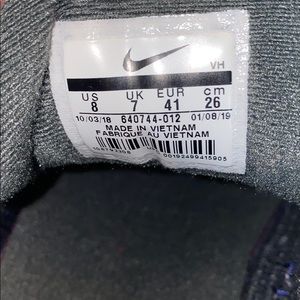 VH
US UK EUR cm
8 7 41 26
10/03/18 640744-012 01/08/19
MADE IN VIETNAM
FABRIQUÉ AU VIETNAM
00192499415905